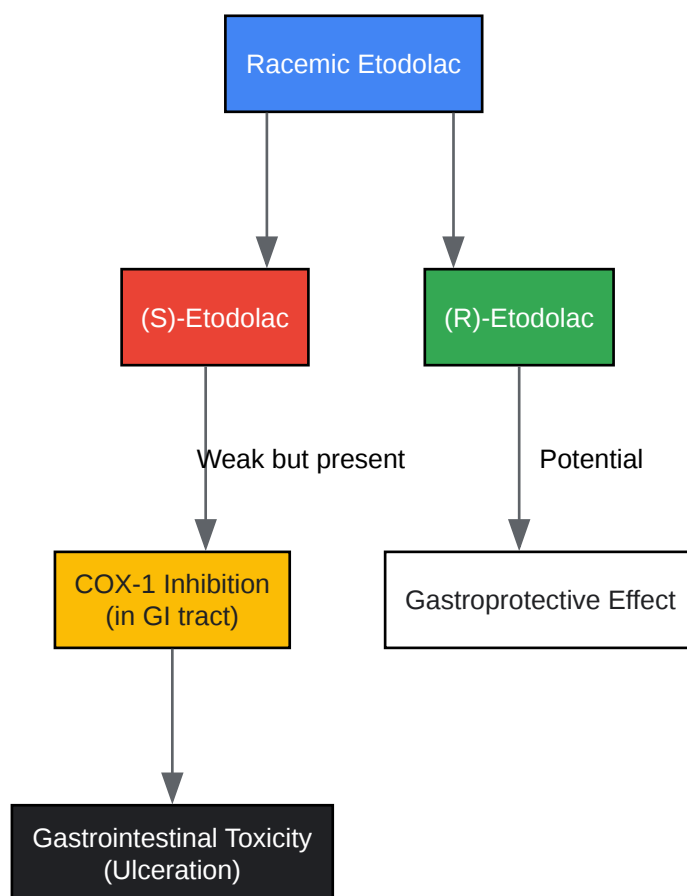 Racemic Etodolac
(S)-Etodolac
(R)-Etodolac
Weak but present
Potential
COX-1 Inhibition
(in GI tract)
Gastroprotective Effect
Gastrointestinal Toxicity
(Ulceration)